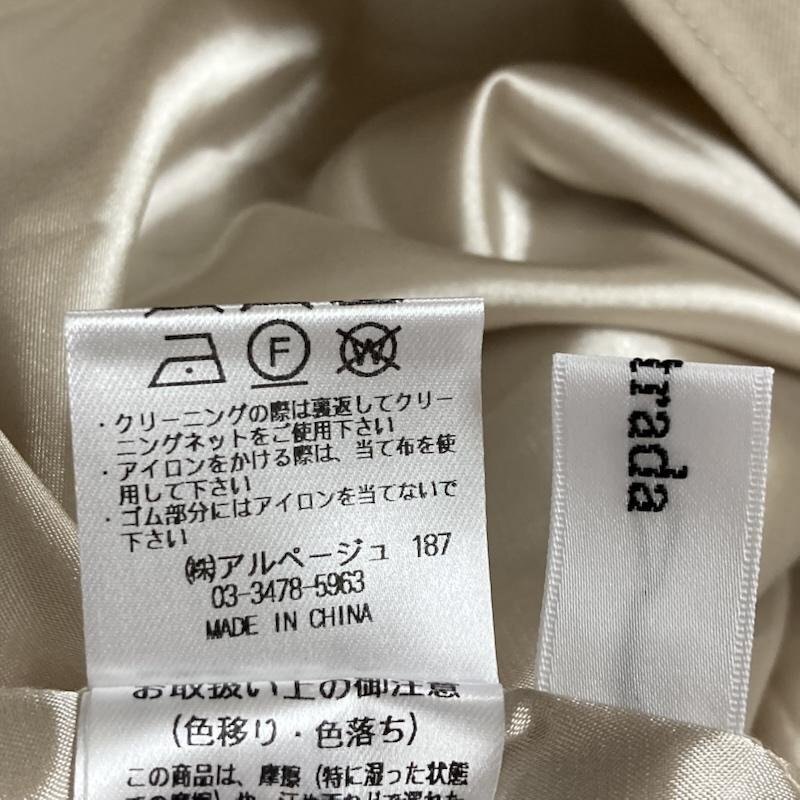 F
W
・クリーニングの際は裏返してクリー
ニングネットをご使用下さい
・アイロンをかける際は、当て布を使
用して下さい
・ゴム部分にはアイロンを当てないで
下さい
㈱アルページュ 187
03-3478-5963
MADE IN CHINA
お取扱い上の御注意
(色移り・色落ち)
この商品は、摩擦(特に湿った状態
trada